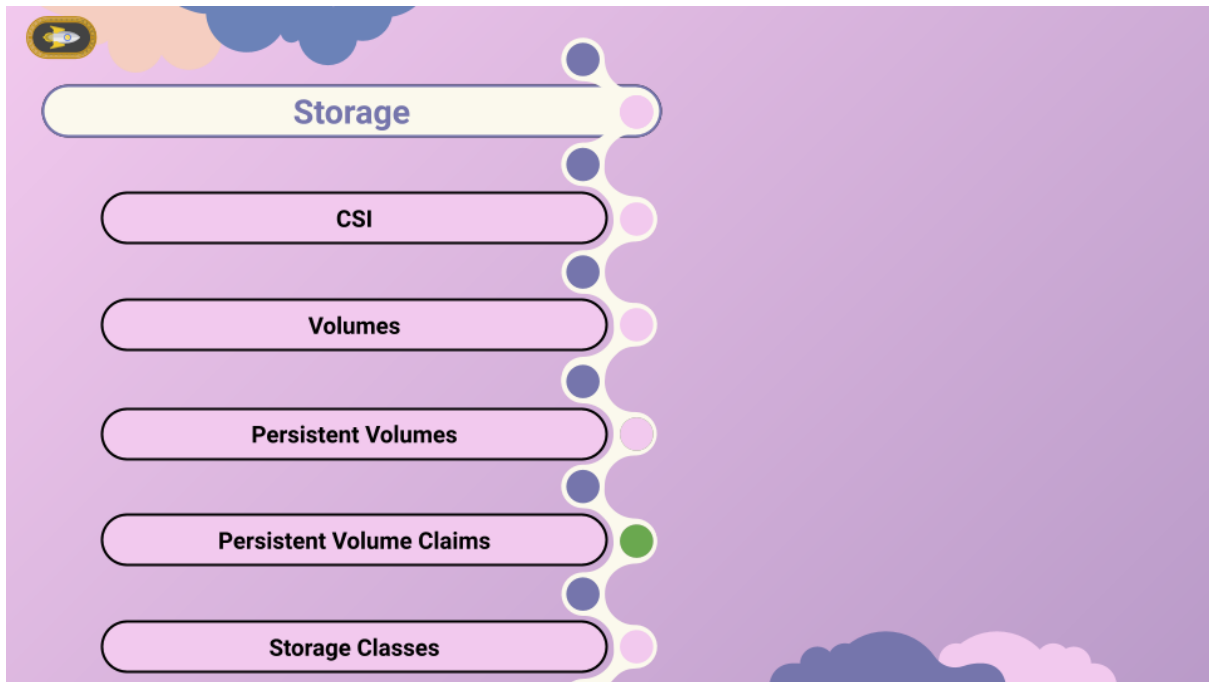 Storage
CSI
Volumes
Persistent Volumes
Persistent Volume Claims
Storage Classes